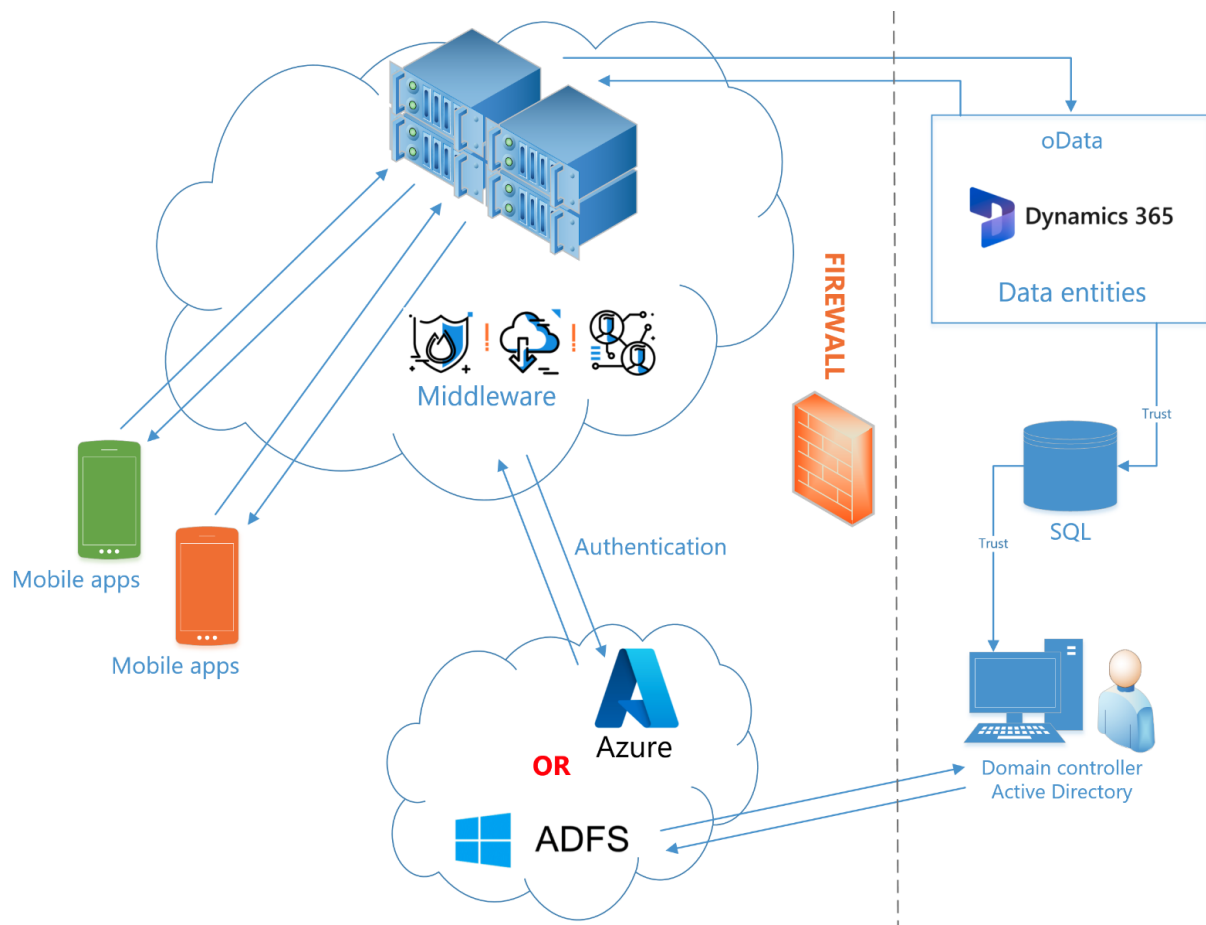 oData
Dynamics 365
Data entities
FIREWALL
Middleware
Trust
SQL
Trust
Authentication
Mobile apps
Mobile apps
Azure
OR
ADFS
Domain controller
Active Directory